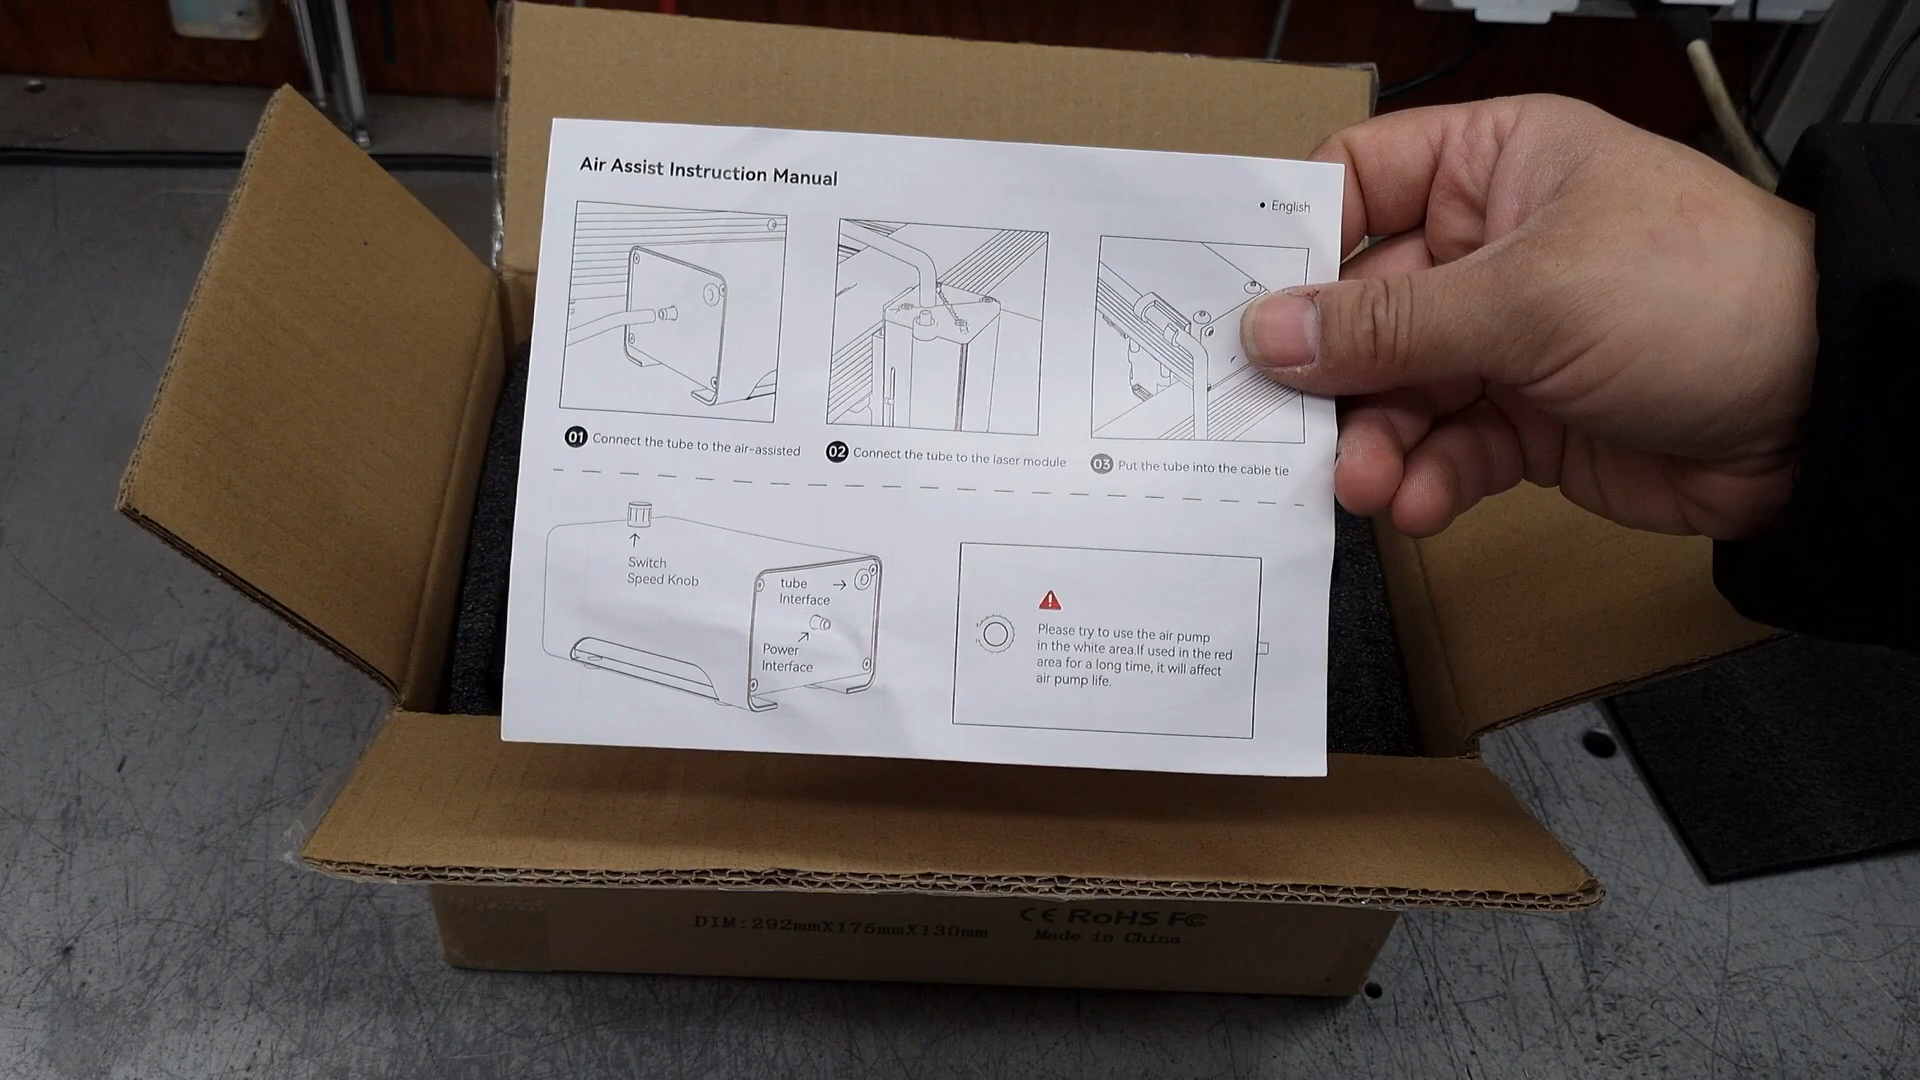 Air Assist Instruction Manual
• English
01 Connect the tube to the air-assisted
02 Connect the tube to the laser module
03 Put the tube into the cable tie
Switch
Speed Knob
tube
Interface
Power
Interface
Please try to use the air pump
in the white area.If used in the red
area for a long time, it will affect
air pump life.
DIM:292mmX175mmX130mm
CE RoHS FC
Made in China